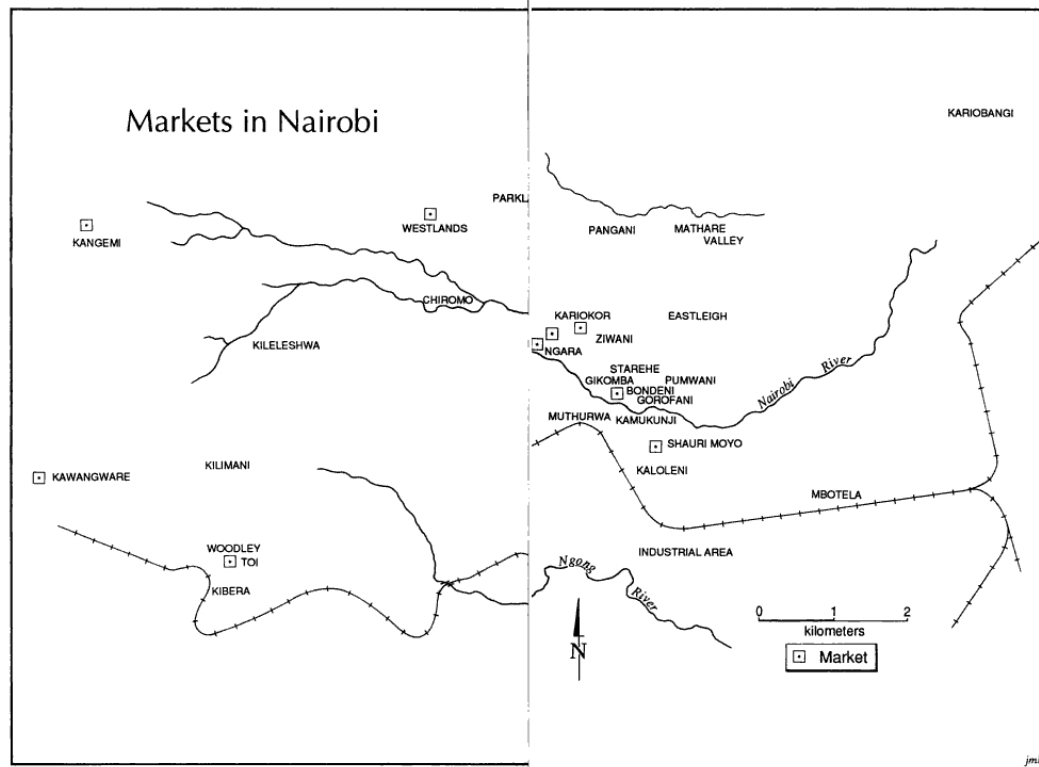 Markets in Nairobi
KARIOBANGI
PARKL
WESTLANDS
KANGEMI
PANGANI
MATHARE
VALLEY
CHIROMO
KARIOKOR
EASTLEIGH
ZIWANI
NGARA
KILELESHWA
STAREHE
GIKOMBA
PUMWANI
BONDENI
GOROFANI
Nairobi River
MUTHURWA
KAMUKUNJI
SHAURI MOYO
KALOLENI
KILIMANI
KAWANGWARE
MBOTELA
WOODLEY
TOI
INDUSTRIAL AREA
KIBERA
Ngong River
0 1 2
kilometers
N
Market